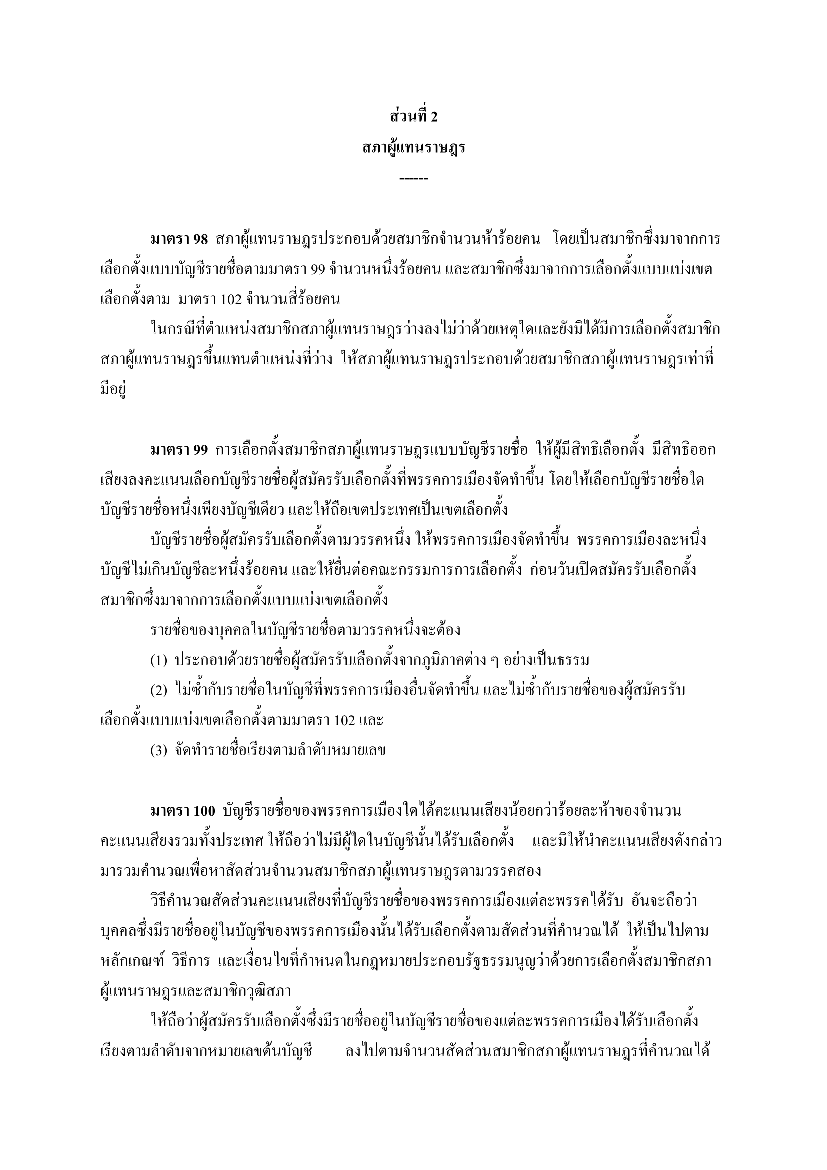 ส่วนที่ 2
สภาผู้แทนราษฎร
------
มาตรา 98 สภาผู้แทนราษฎรประกอบด้วยสมาชิกจำนวนห้าร้อยคน โดยเป็นสมาชิกซึ่งมาจากการ
เลือกตั้งแบบบัญชีรายชื่อตามมาตรา 99 จำนวนหนึ่งร้อยคน และสมาชิกซึ่งมาจากการเลือกตั้งแบบแบ่งเขต
เลือกตั้งตาม มาตรา 102 จำนวนสี่ร้อยคน
ในกรณีที่ตำแหน่งสมาชิกสภาผู้แทนราษฎรว่างลงไม่ว่าด้วยเหตุใดและยังมิได้มีการเลือกตั้งสมาชิก
สภาผู้แทนราษฎรขึ้นแทนตำแหน่งที่ว่าง ให้สภาผู้แทนราษฎรประกอบด้วยสมาชิกสภาผู้แทนราษฎรเท่าที่
มีอยู่
มาตรา 99 การเลือกตั้งสมาชิกสภาผู้แทนราษฎรแบบบัญชีรายชื่อ ให้ผู้มีสิทธิเลือกตั้ง มีสิทธิออก
เสียงลงคะแนนเลือกบัญชีรายชื่อผู้สมัครรับเลือกตั้งที่พรรคการเมืองจัดทำขึ้น โดยให้เลือกบัญชีรายชื่อใด
บัญชีรายชื่อหนึ่งเพียงบัญชีเดียว และให้ถือเขตประเทศเป็นเขตเลือกตั้ง
บัญชีรายชื่อผู้สมัครรับเลือกตั้งตามวรรคหนึ่ง ให้พรรคการเมืองจัดทำขึ้น พรรคการเมืองละหนึ่ง
บัญชีไม่เกินบัญชีละหนึ่งร้อยคน และให้ยื่นต่อคณะกรรมการการเลือกตั้ง ก่อนวันเปิดสมัครรับเลือกตั้ง
สมาชิกซึ่งมาจากการเลือกตั้งแบบแบ่งเขตเลือกตั้ง
รายชื่อของบุคคลในบัญชีรายชื่อตามวรรคหนึ่งจะต้อง
(1) ประกอบด้วยรายชื่อผู้สมัครรับเลือกตั้งจากภูมิภาคต่าง ๆ อย่างเป็นธรรม
(2) ไม่ซ้ำกับรายชื่อในบัญชีที่พรรคการเมืองอื่นจัดทำขึ้น และไม่ซ้ำกับรายชื่อของผู้สมัครรับ
เลือกตั้งแบบแบ่งเขตเลือกตั้งตามมาตรา 102 และ
(3) จัดทำรายชื่อเรียงตามลำดับหมายเลข
มาตรา 100 บัญชีรายชื่อของพรรคการเมืองใดได้คะแนนเสียงน้อยกว่าร้อยละห้าของจำนวน
คะแนนเสียงรวมทั้งประเทศ ให้ถือว่าไม่มีผู้ใดในบัญชีนั้นได้รับเลือกตั้ง และมิให้นำคะแนนเสียงดังกล่าว
มารวมคำนวณเพื่อหาสัดส่วนจำนวนสมาชิกสภาผู้แทนราษฎรตามวรรคสอง
วิธีคำนวณสัดส่วนคะแนนเสียงที่บัญชีรายชื่อของพรรคการเมืองแต่ละพรรคได้รับ อันจะถือว่า
บุคคลซึ่งมีรายชื่ออยู่ในบัญชีของพรรคการเมืองนั้นได้รับเลือกตั้งตามสัดส่วนที่คำนวณได้ ให้เป็นไปตาม
หลักเกณฑ์ วิธีการ และเงื่อนไขที่กำหนดในกฎหมายประกอบรัฐธรรมนูญว่าด้วยการเลือกตั้งสมาชิกสภา
ผู้แทนราษฎรและสมาชิกวุฒิสภา
ให้ถือว่าผู้สมัครรับเลือกตั้งซึ่งมีรายชื่ออยู่ในบัญชีรายชื่อของแต่ละพรรคการเมืองได้รับเลือกตั้ง
เรียงตามลำดับจากหมายเลขต้นบัญชี ลงไปตามจำนวนสัดส่วนสมาชิกสภาผู้แทนราษฎรที่คำนวณได้